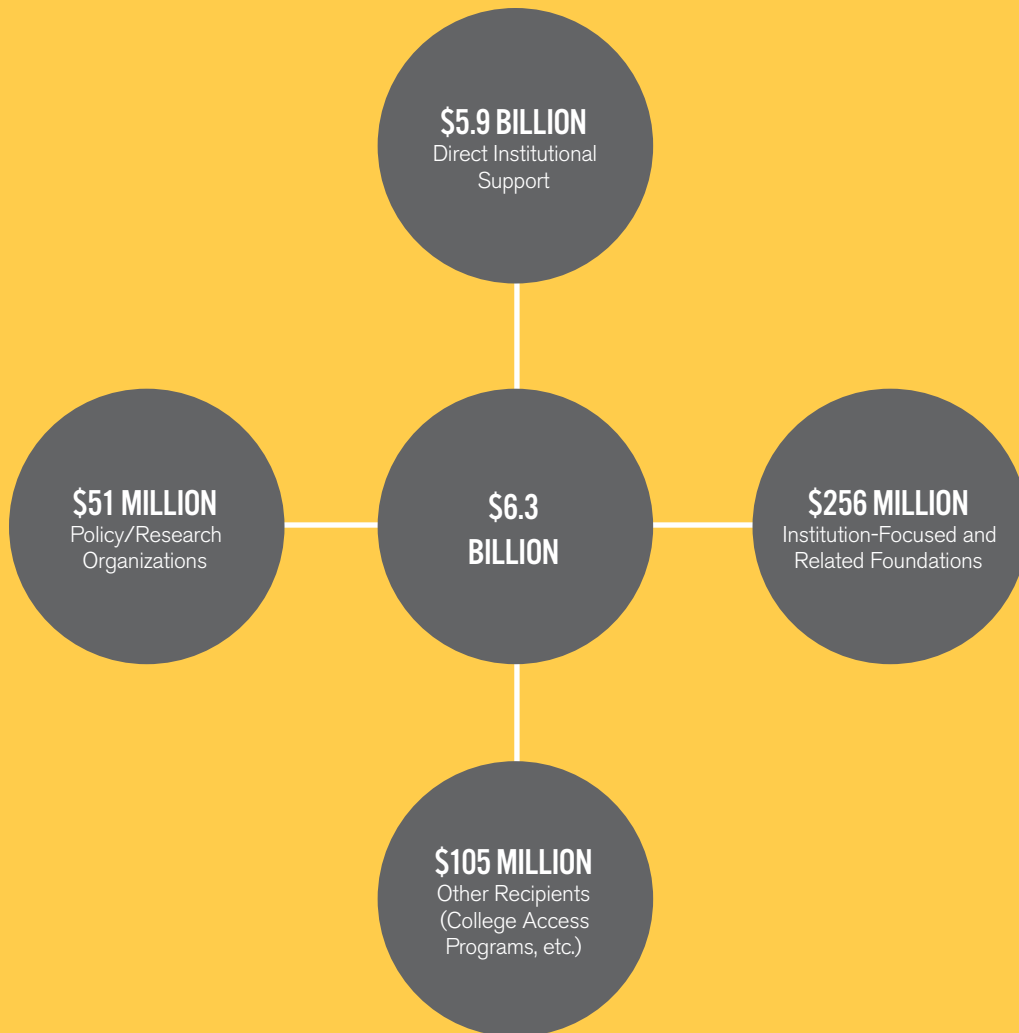 $5.9 BILLION
Direct Institutional
Support
$51 MILLION
Policy/Research
Organizations
$6.3
BILLION
$256 MILLION
Institution-Focused and
Related Foundations
$105 MILLION
Other Recipients
(College Access
Programs, etc.)